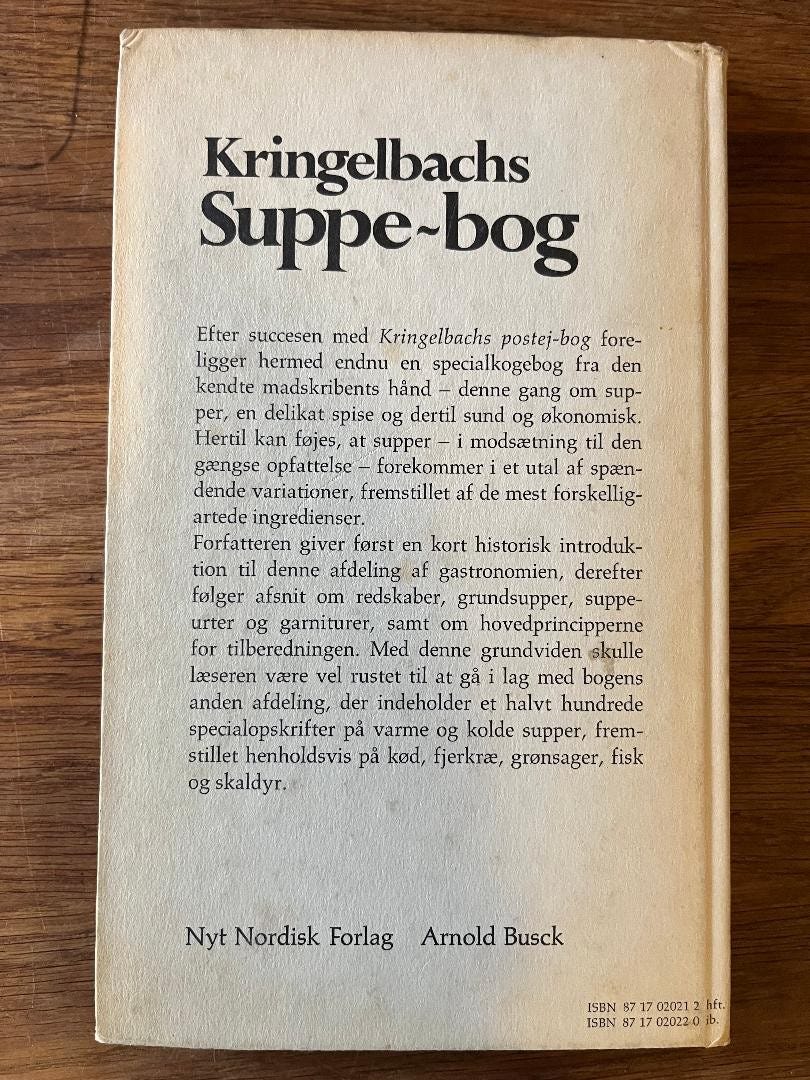 Kringelbachs
Suppe-bog
Efter succesen med Kringelbachs postej-bog fore-
ligger hermed endnu en specialkogebog fra den
kendte madskribents hånd – denne gang om sup-
per, en delikat spise og dertil sund og økonomisk.
Hertil kan føjes, at supper – i modsætning til den
gængse opfattelse – forekommer i et utal af spæn-
dende variationer, fremstillet af de mest forskellig-
artede ingredienser.
Forfatteren giver først en kort historisk introduk-
tion til denne afdeling af gastronomien, derefter
følger afsnit om redskaber, grundsupper, suppe-
urter og garniturer, samt om hovedprincipperne
for tilberedningen. Med denne grundviden skulle
læseren være vel rustet til at gå i lag med bogens
anden afdeling, der indeholder et halvt hundrede
specialopskrifter på varme og kolde supper, frem-
stillet henholdsvis på kød, fjerkræ, grønsager, fisk
og skaldyr.
Nyt Nordisk Forlag Arnold Busck
ISBN 87 17 02021 2 hft.
ISBN 87 17 02022 0 ib.